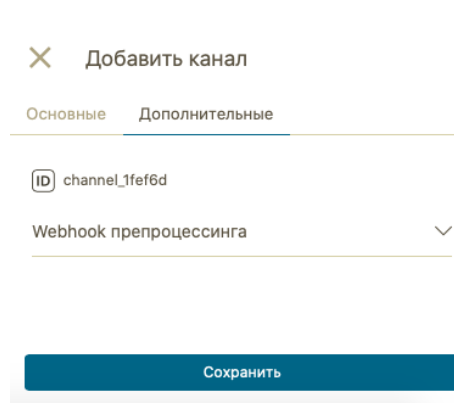 Добавить канал
Основные Дополнительные
ID channel_1fef6d
Webhook препроцессинга
Сохранить